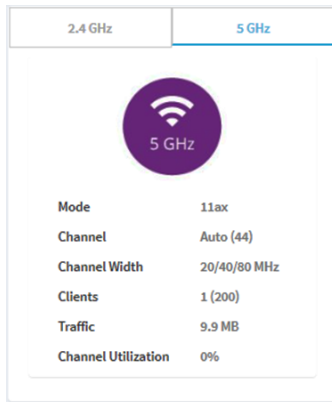 2.4 GHz 5 GHz
5 GHz
Mode 11ax
Channel Auto (44)
Channel Width 20/40/80 MHz
Clients 1 (200)
Traffic 9.9 MB
Channel Utilization 0%